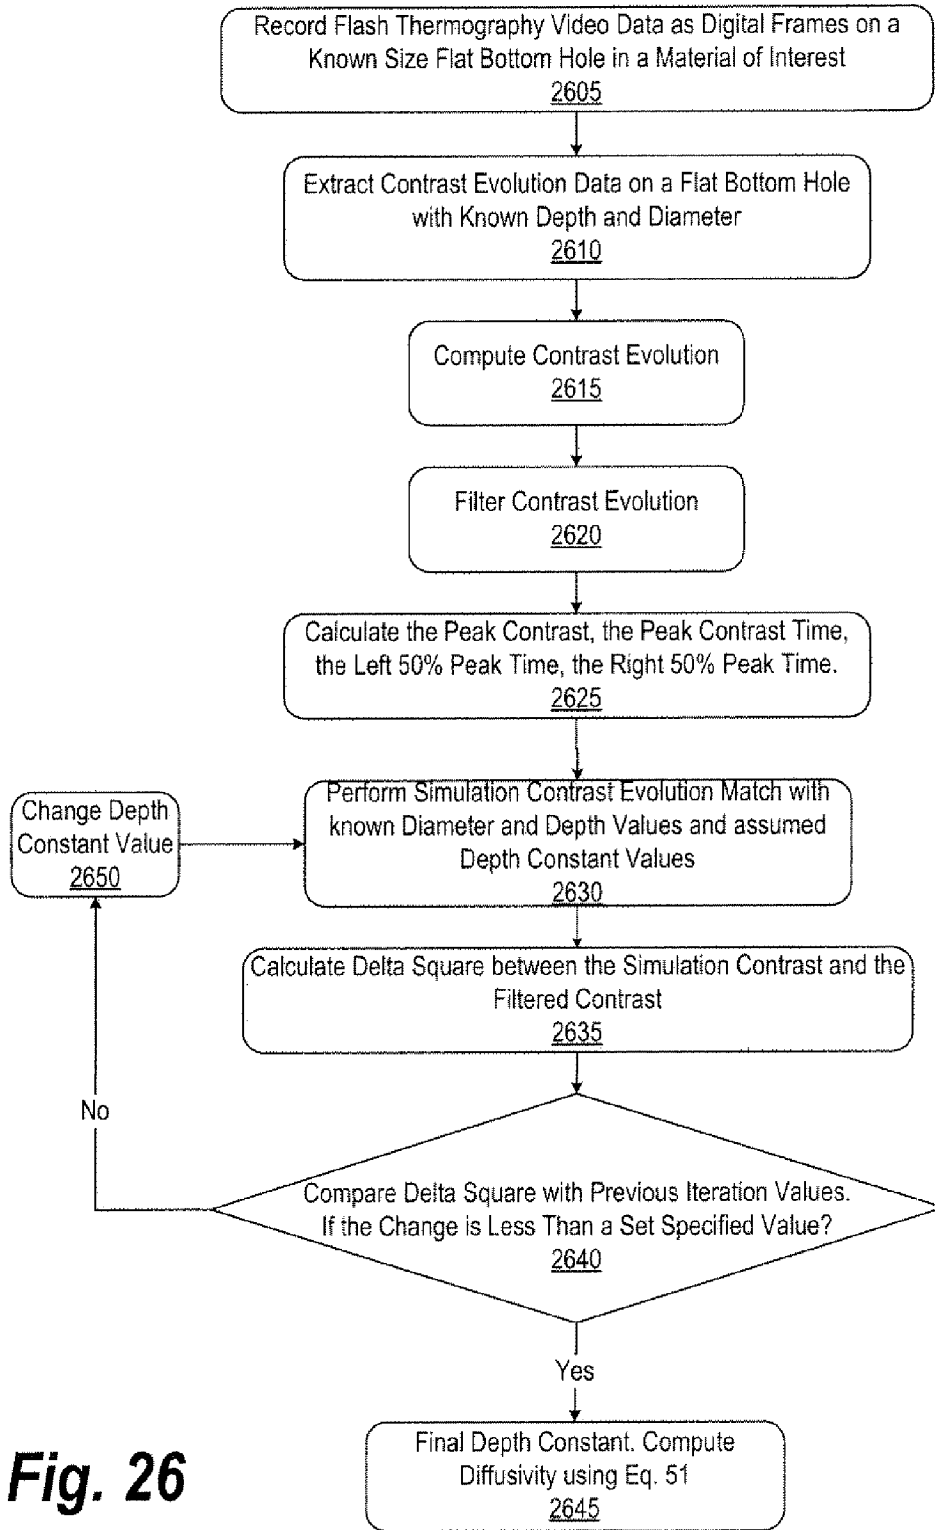 Record Flash Thermography Video Data as Digital Frames on a
Known Size Flat Bottom Hole in a Material of Interest
2605
Extract Contrast Evolution Data on a Flat Bottom Hole
with Known Depth and Diameter
2610
Compute Contrast Evolution
2615
Filter Contrast Evolution
2620
Calculate the Peak Contrast, the Peak Contrast Time,
the Left 50% Peak Time, the Right 50% Peak Time.
2625
Change Depth
Constant Value
2650
Perform Simulation Contrast Evolution Match with
known Diameter and Depth Values and assumed
Depth Constant Values
2630
Calculate Delta Square between the Simulation Contrast and the
Filtered Contrast
2635
No
Compare Delta Square with Previous Iteration Values.
If the Change is Less Than a Set Specified Value?
2640
Yes
Final Depth Constant. Compute
Diffusivity using Eq. 51
2645
Fig. 26